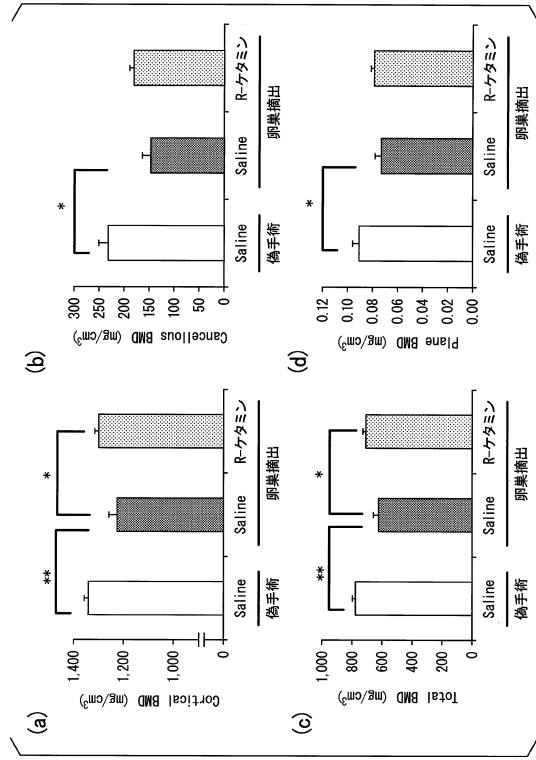 (a)
Cortical BMD (mg/cm³)
1,400
1,200
1,000
0
** *
Saline Saline R-ケタミン
偽手術 卵巣摘出
(b)
Cancellous BMD (mg/cm³)
300
250
200
150
100
50
0
*
Saline Saline R-ケタミン
偽手術 卵巣摘出
(c)
Total BMD (mg/cm³)
1,000
800
600
400
200
0
** *
Saline Saline R-ケタミン
偽手術 卵巣摘出
(d)
Plane BMD (mg/cm³)
0.12
0.10
0.08
0.06
0.04
0.02
0.00
*
Saline Saline R-ケタミン
偽手術 卵巣摘出